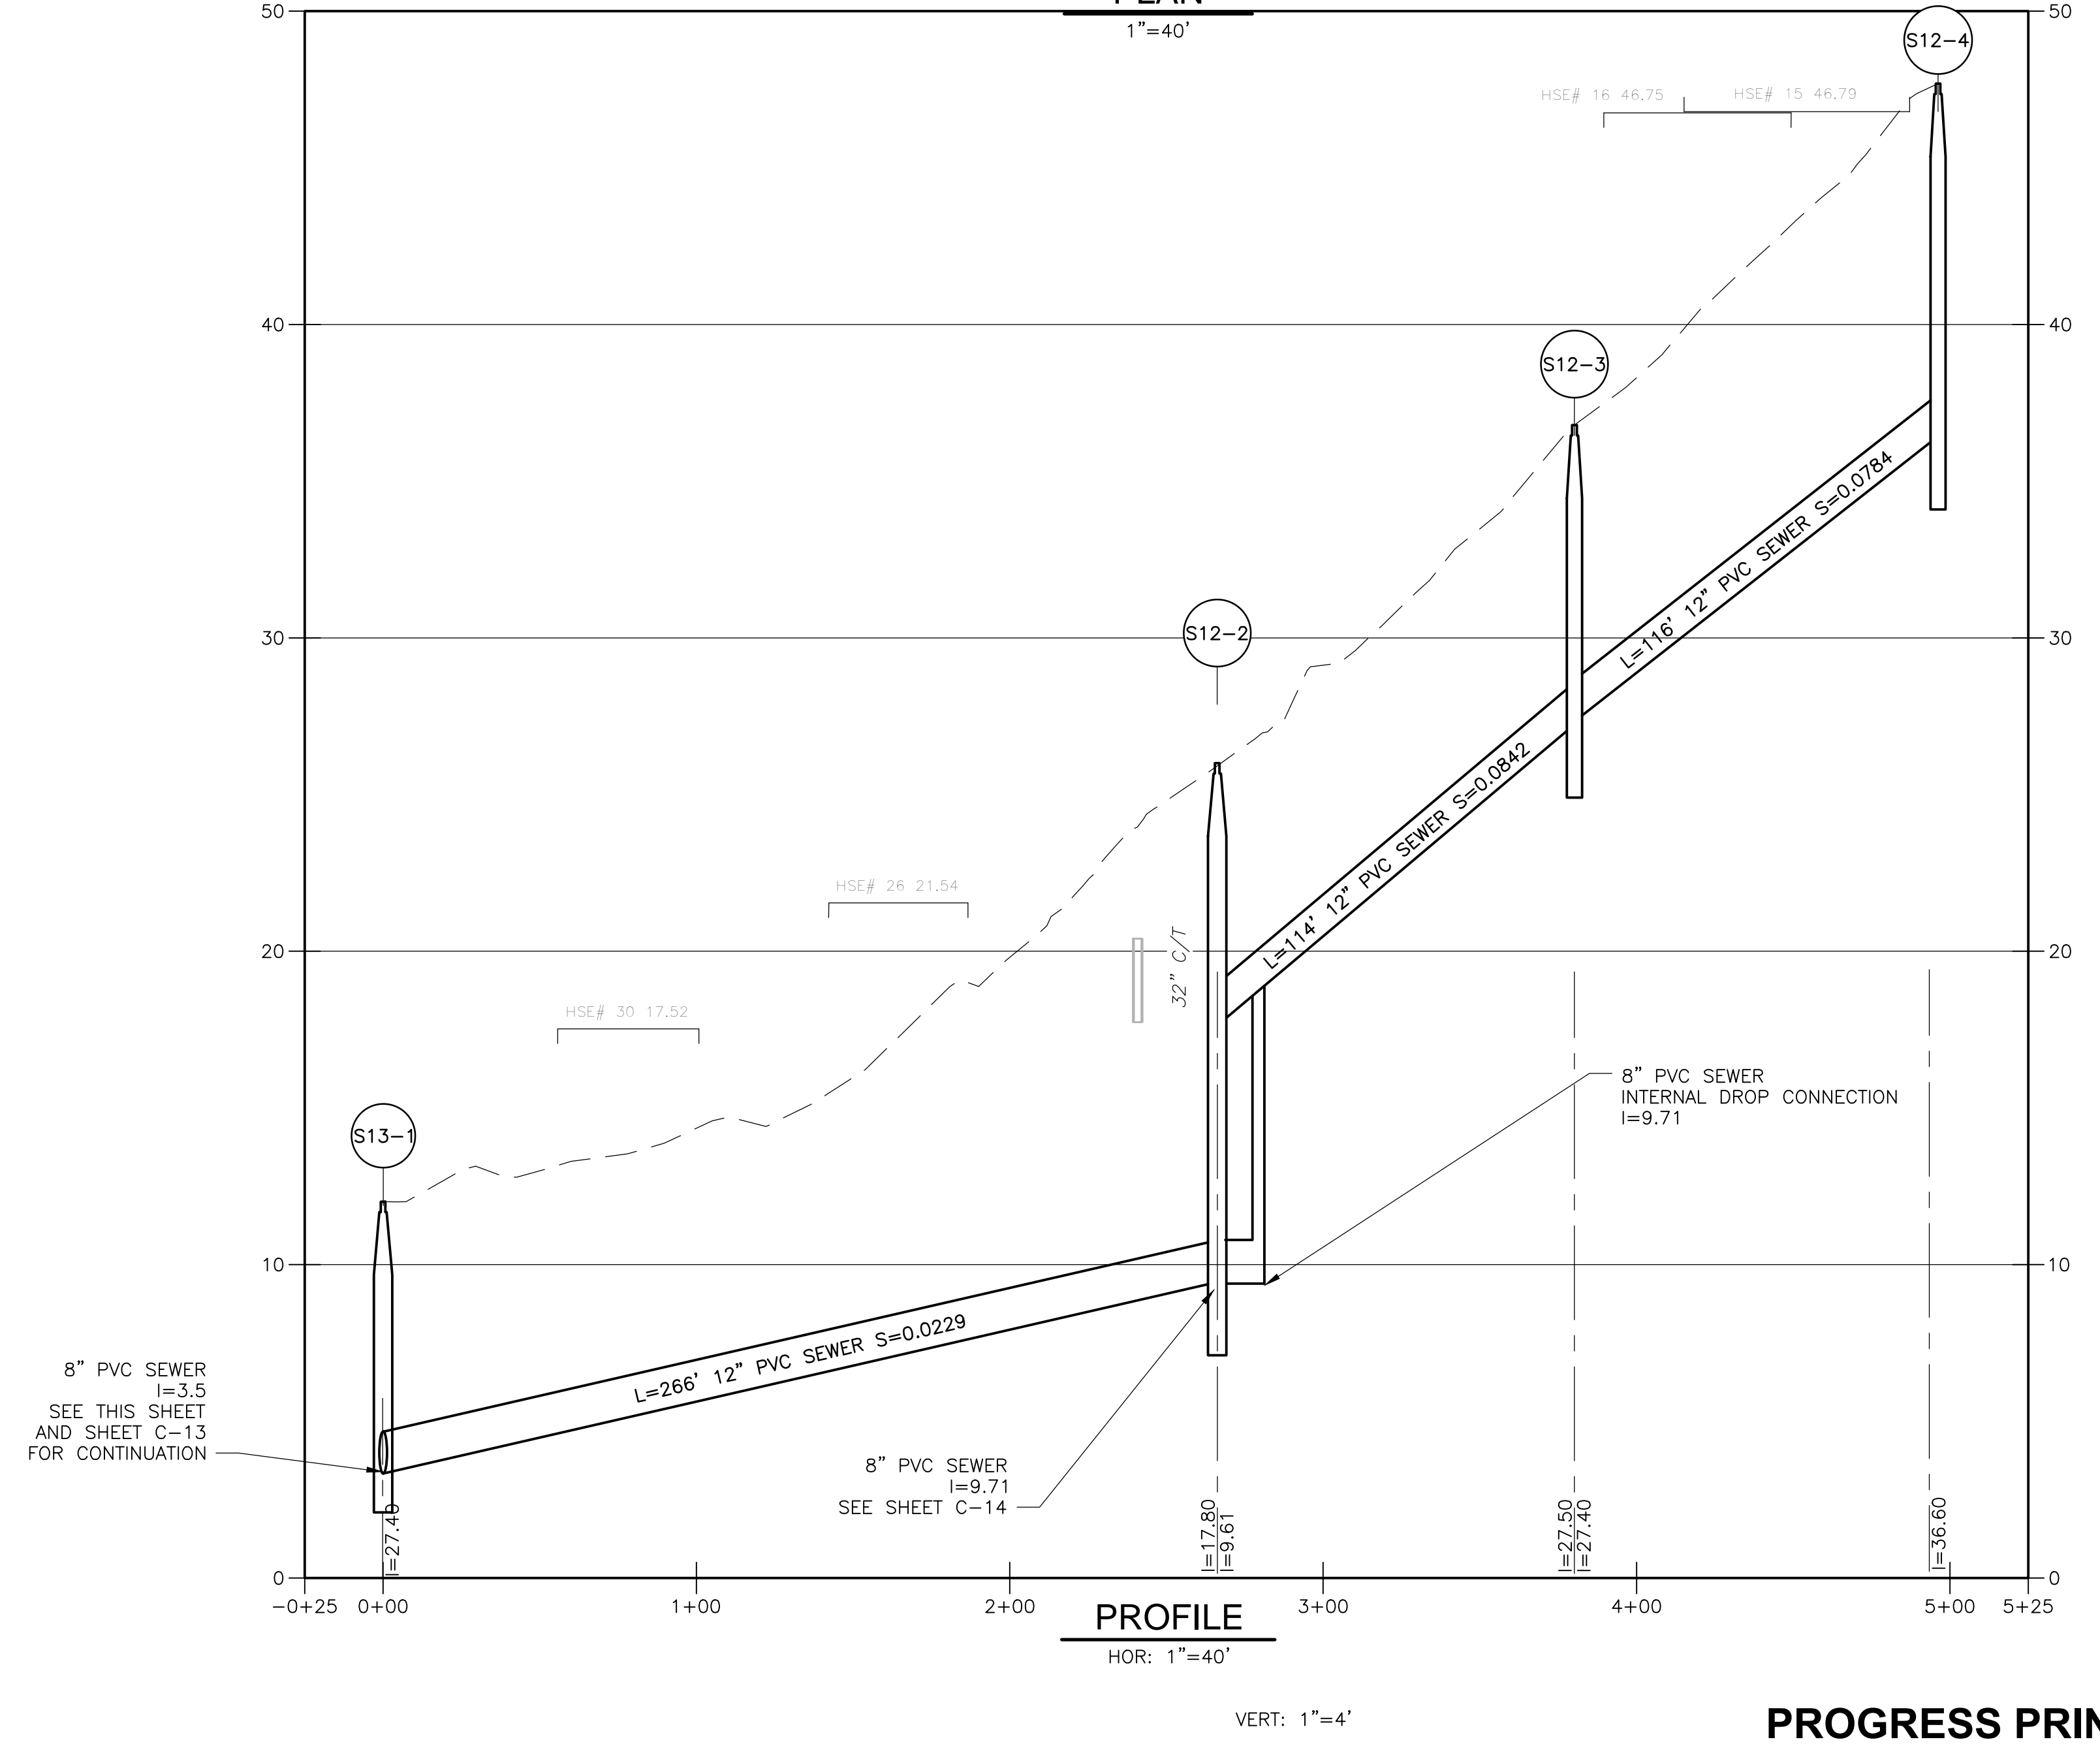 1"=40'
50
50
S12-4
HSE# 16 46.75
HSE# 15 46.79
40
40
S12-3
L=116' 12" PVC SEWER S=0.0784
30
30
S12-2
L=114' 12" PVC SEWER S=0.0842
HSE# 26 21.54
20
20
32" C/T
HSE# 30 17.52
8" PVC SEWER
INTERNAL DROP CONNECTION
I=9.71
S13-1
10
10
L=266' 12" PVC SEWER S=0.0229
8" PVC SEWER
I=3.5
SEE THIS SHEET
AND SHEET C-13
FOR CONTINUATION
8" PVC SEWER
I=9.71
SEE SHEET C-14
I=27.40
I=17.80
I=9.61
I=27.50
I=27.40
I=36.60
0
0
-0+25 0+00 1+00 2+00 3+00 4+00 5+00 5+25
PROFILE
HOR: 1"=40'
VERT: 1"=4'
PROGRESS